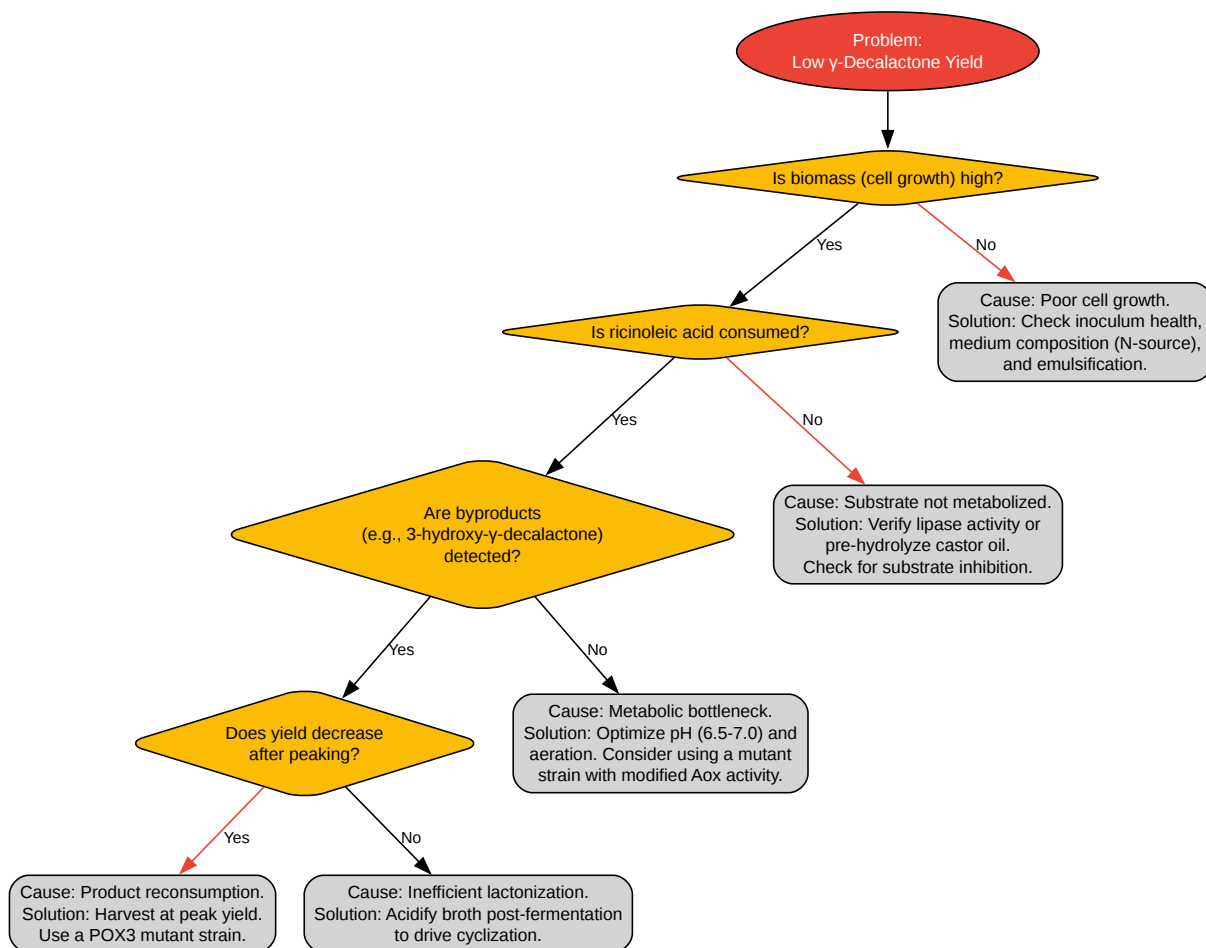 Problem:
Low γ-Decalactone Yield
Is biomass (cell growth) high?
Yes
No
Cause: Poor cell growth.
Solution: Check inoculum health,
medium composition (N-source),
and emulsification.
Is ricinoleic acid consumed?
Yes
No
Cause: Substrate not metabolized.
Solution: Verify lipase activity or
pre-hydrolyze castor oil.
Check for substrate inhibition.
Are byproducts
(e.g., 3-hydroxy-γ-decalactone)
detected?
Yes
No
Cause: Metabolic bottleneck.
Solution: Optimize pH (6.5-7.0) and
aeration. Consider using a mutant
strain with modified Aox activity.
Does yield decrease
after peaking?
Yes
No
Cause: Product reconsumption.
Solution: Harvest at peak yield.
Use a POX3 mutant strain.
Cause: Inefficient lactonization.
Solution: Acidify broth post-fermentation
to drive cyclization.